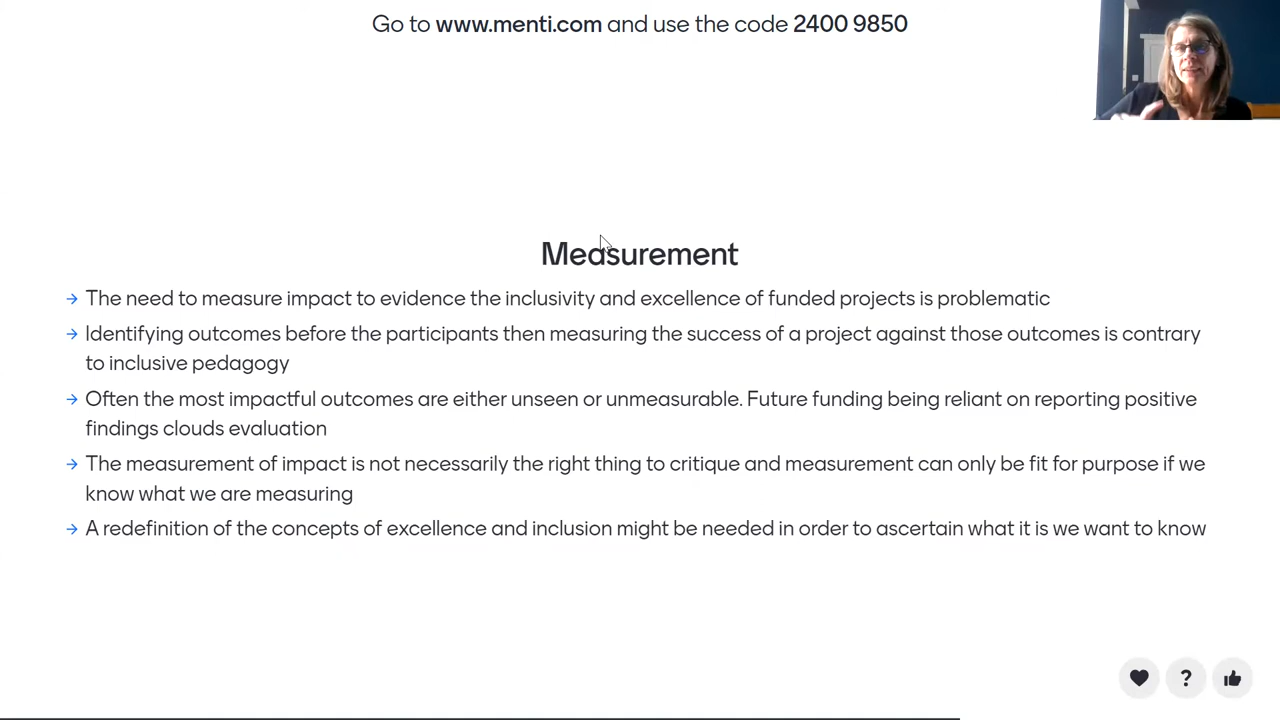 Go to www.menti.com and use the code 2400 9850
Measurement
→ The need to measure impact to evidence the inclusivity and excellence of funded projects is problematic
→ Identifying outcomes before the participants then measuring the success of a project against those outcomes is contrary
to inclusive pedagogy
→ Often the most impactful outcomes are either unseen or unmeasurable. Future funding being reliant on reporting positive
findings clouds evaluation
→ The measurement of impact is not necessarily the right thing to critique and measurement can only be fit for purpose if we
know what we are measuring
→ A redefinition of the concepts of excellence and inclusion might be needed in order to ascertain what it is we want to know
?